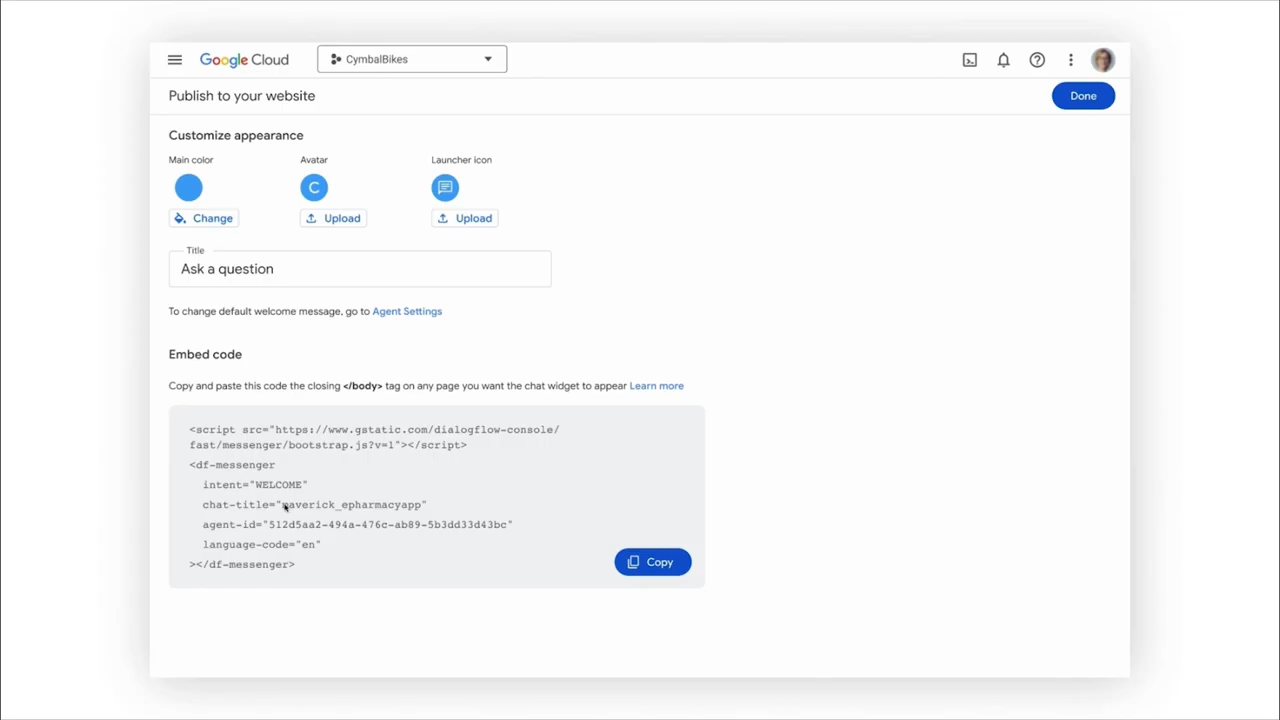 Google Cloud
CymbalBikes
Publish to your website
Done
Customize appearance
Main color
Avatar
Launcher icon
C
Change
Upload
Upload
Title
Ask a question
To change default welcome message, go to Agent Settings
Embed code
Copy and paste this code the closing </body> tag on any page you want the chat widget to appear Learn more
<script src="https://www.gstatic.com/dialogflow-console/
fast/messenger/bootstrap.js?v=1"></script>
<df-messenger
intent="WELCOME"
chat-title="maverick_epharmacyapp"
agent-id="512d5aa2-494a-476c-ab89-5b3dd33d43bc"
language-code="en"
></df-messenger>
Copy